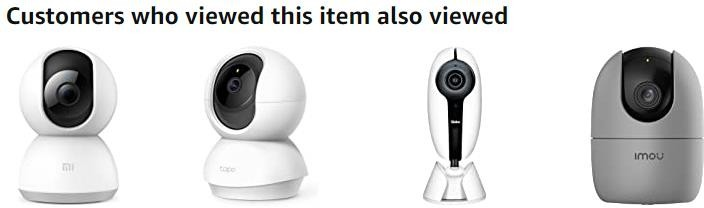 Customers who viewed this item also viewed
mi
tapo
imou